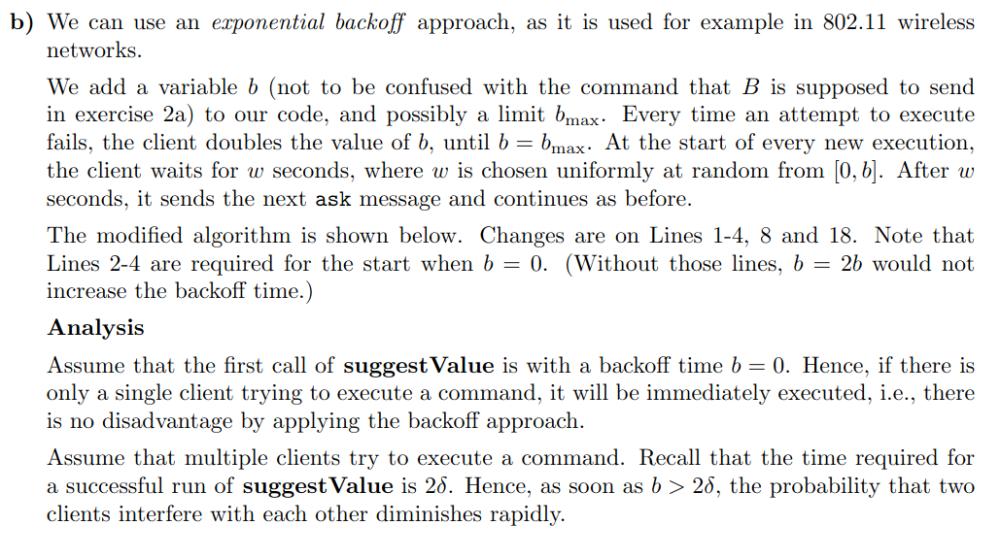 b) We can use an exponential backoff approach, as it is used for example in 802.11 wireless
networks.
We add a variable b (not to be confused with the command that B is supposed to send
in exercise 2a) to our code, and possibly a limit bmax. Every time an attempt to execute
fails, the client doubles the value of b, until b = bmax. At the start of every new execution,
the client waits for w seconds, where w is chosen uniformly at random from [0, b]. After w
seconds, it sends the next ask message and continues as before.
The modified algorithm is shown below. Changes are on Lines 1-4, 8 and 18. Note that
Lines 2-4 are required for the start when b = 0. (Without those lines, b = 2b would not
increase the backoff time.)
Analysis
Assume that the first call of suggestValue is with a backoff time b = 0. Hence, if there is
only a single client trying to execute a command, it will be immediately executed, i.e., there
is no disadvantage by applying the backoff approach.
Assume that multiple clients try to execute a command. Recall that the time required for
a successful run of suggestValue is 2δ. Hence, as soon as b > 2δ, the probability that two
clients interfere with each other diminishes rapidly.